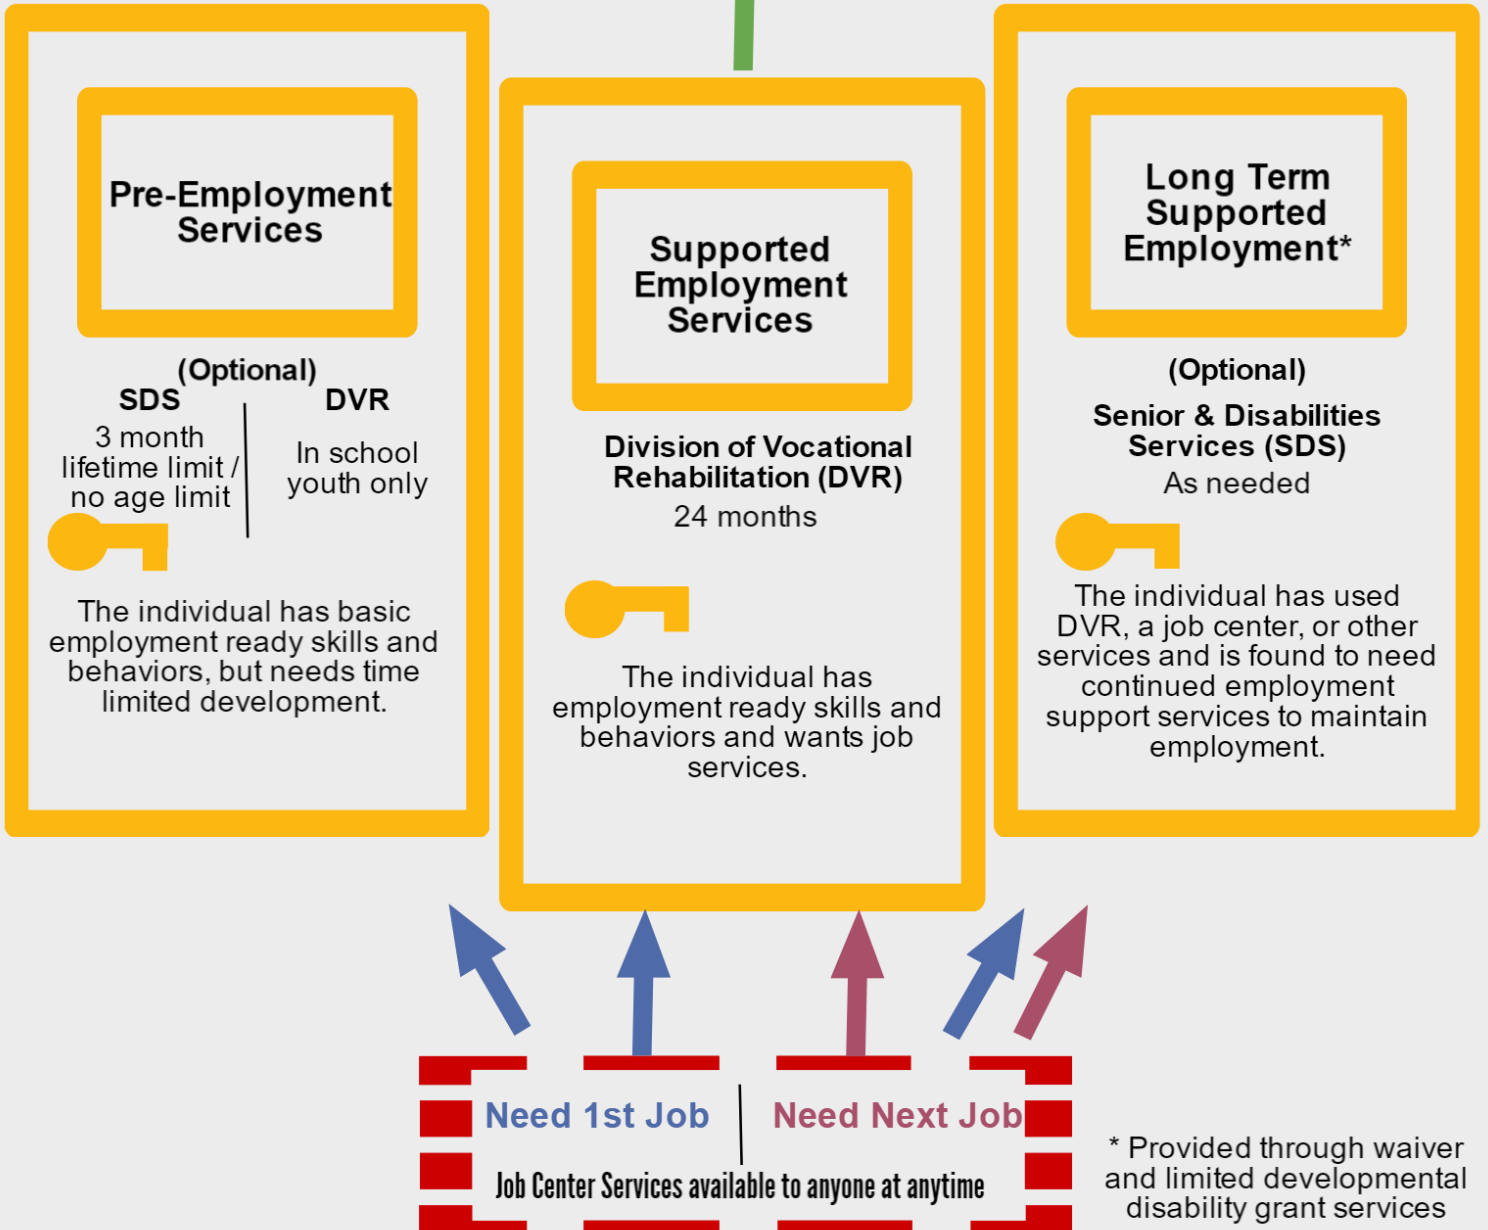 Pre-Employment
Services
(Optional)
SDS
3 month
lifetime limit /
no age limit
DVR
In school
youth only
The individual has basic
employment ready skills and
behaviors, but needs time
limited development.
Supported
Employment
Services
Division of Vocational
Rehabilitation (DVR)
24 months
The individual has
employment ready skills and
behaviors and wants job
services.
Long Term
Supported
Employment*
(Optional)
Senior & Disabilities
Services (SDS)
As needed
The individual has used
DVR, a job center, or other
services and is found to need
continued employment
support services to maintain
employment.
Need 1st Job
Need Next Job
Job Center Services available to anyone at anytime
* Provided through waiver
and limited developmental
disability grant services